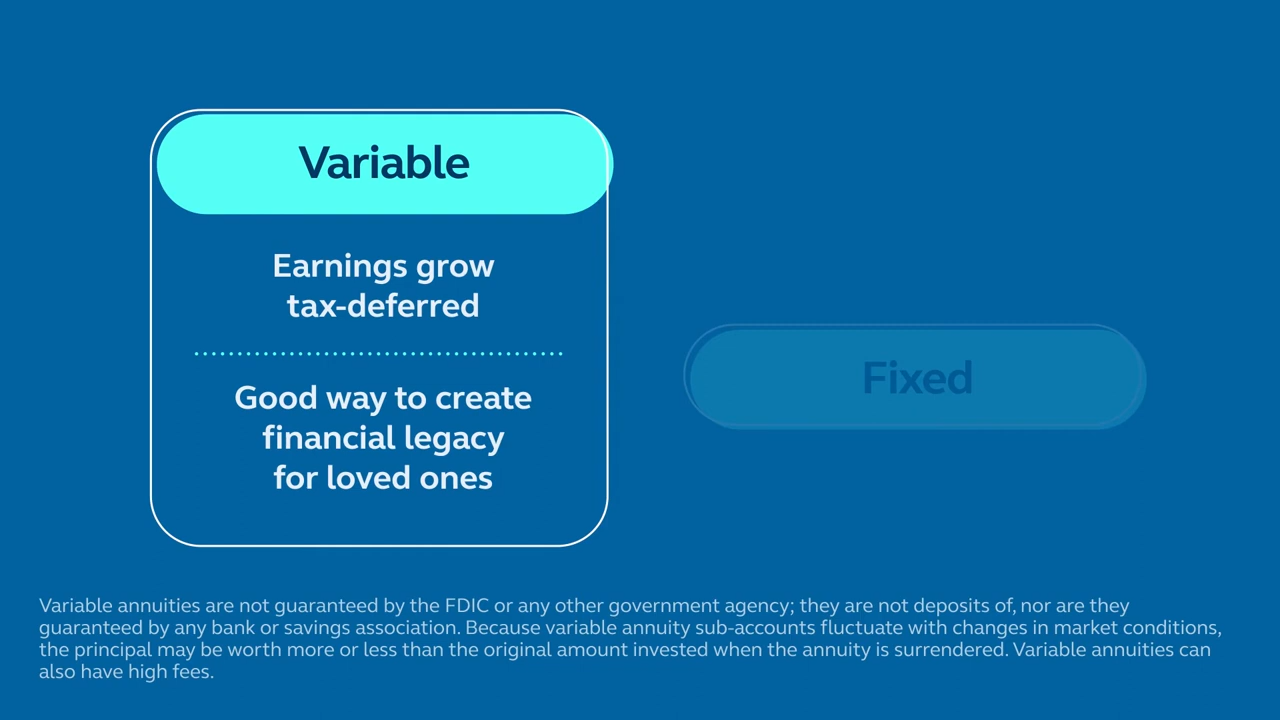 Variable
Earnings grow
tax-deferred
Good way to create
financial legacy
for loved ones
Fixed
Variable annuities are not guaranteed by the FDIC or any other government agency; they are not deposits of, nor are they
guaranteed by any bank or savings association. Because variable annuity sub-accounts fluctuate with changes in market conditions,
the principal may be worth more or less than the original amount invested when the annuity is surrendered. Variable annuities can
also have high fees.